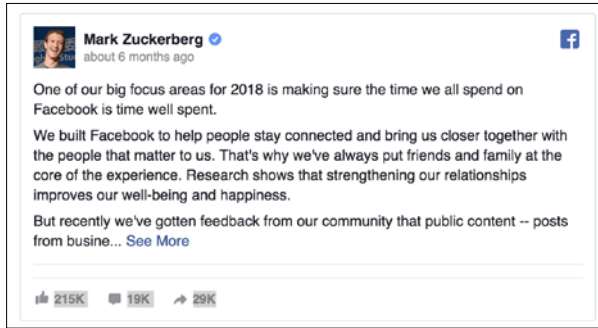 Mark Zuckerberg
about 6 months ago
One of our big focus areas for 2018 is making sure the time we all spend on
Facebook is time well spent.
We built Facebook to help people stay connected and bring us closer together with
the people that matter to us. That's why we've always put friends and family at the
core of the experience. Research shows that strengthening our relationships
improves our well-being and happiness.
But recently we've gotten feedback from our community that public content -- posts
from busine... See More
215K 19K 29K